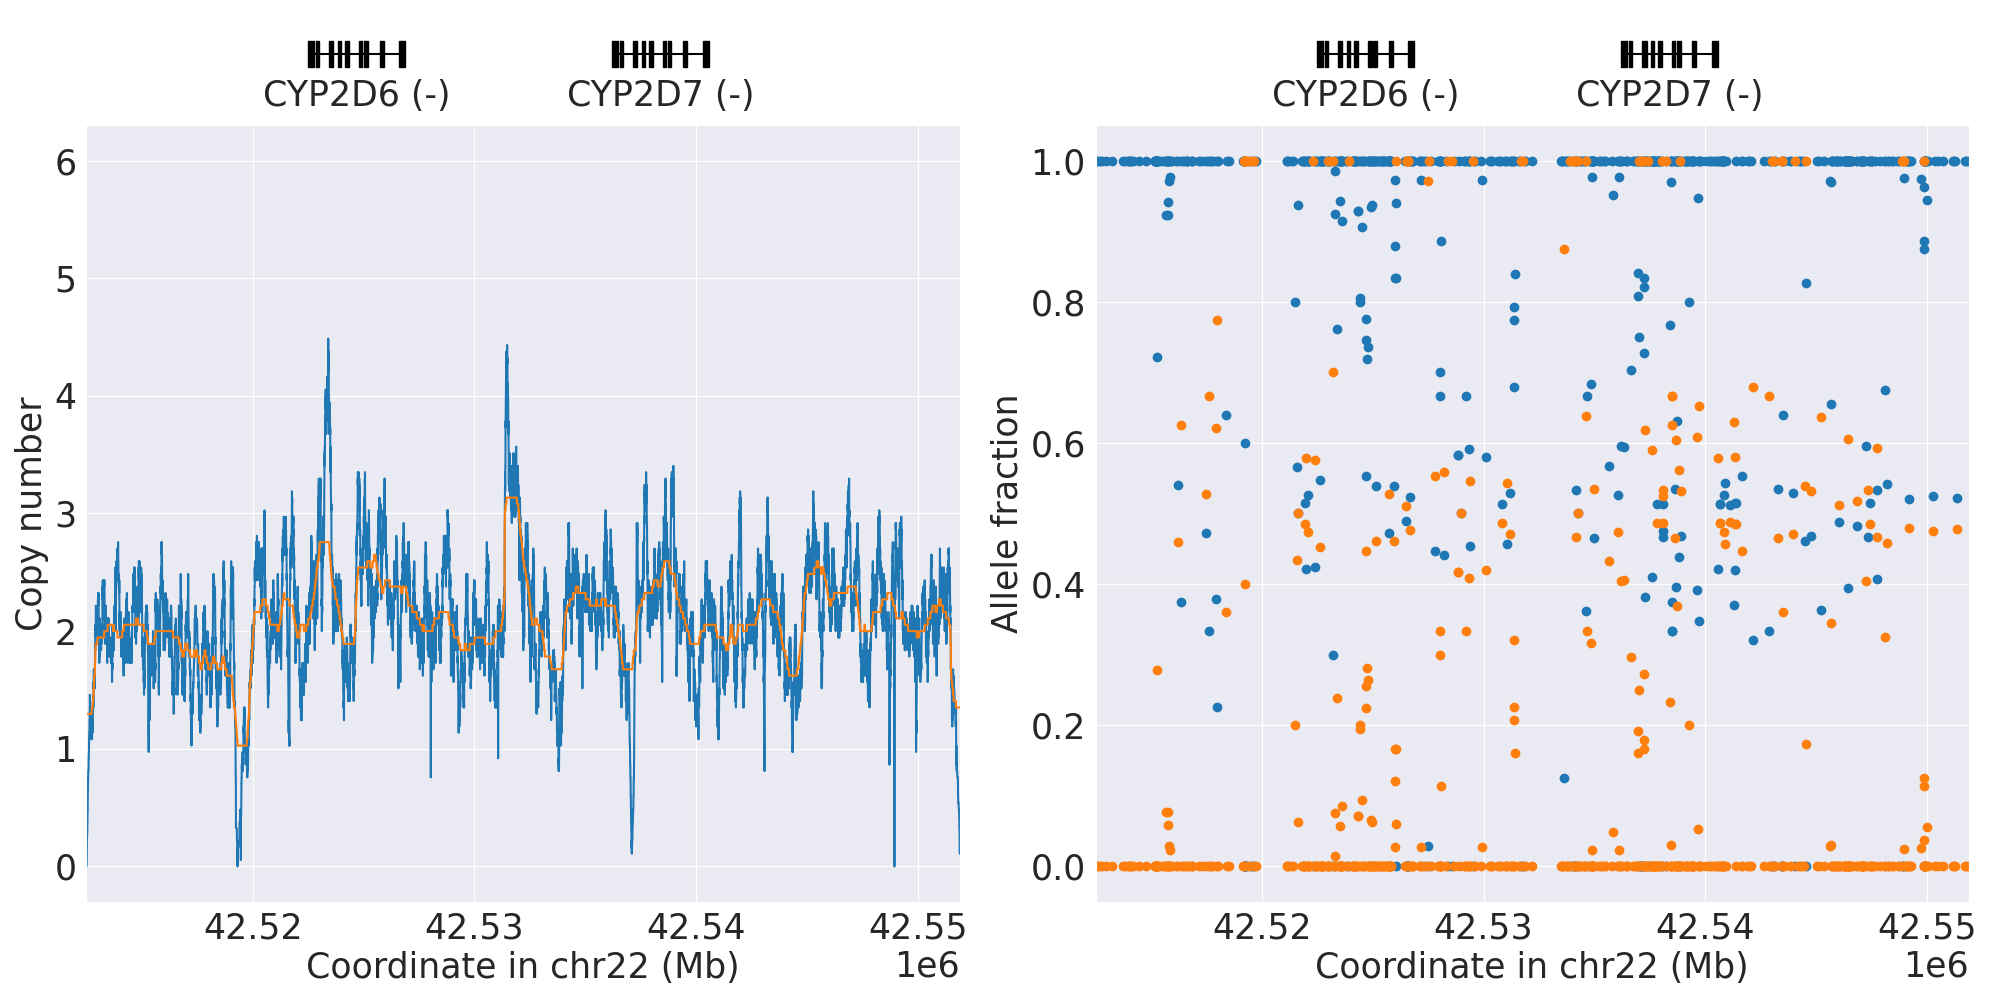 CYP2D6 (-)
CYP2D7 (-)
6
5
4
3
2
1
0
Copy number
42.52
42.53
42.54
42.55
Coordinate in chr22 (Mb)
1e6
CYP2D6 (-)
CYP2D7 (-)
1.0
0.8
0.6
0.4
0.2
0.0
Allele fraction
42.52
42.53
42.54
42.55
Coordinate in chr22 (Mb)
1e6